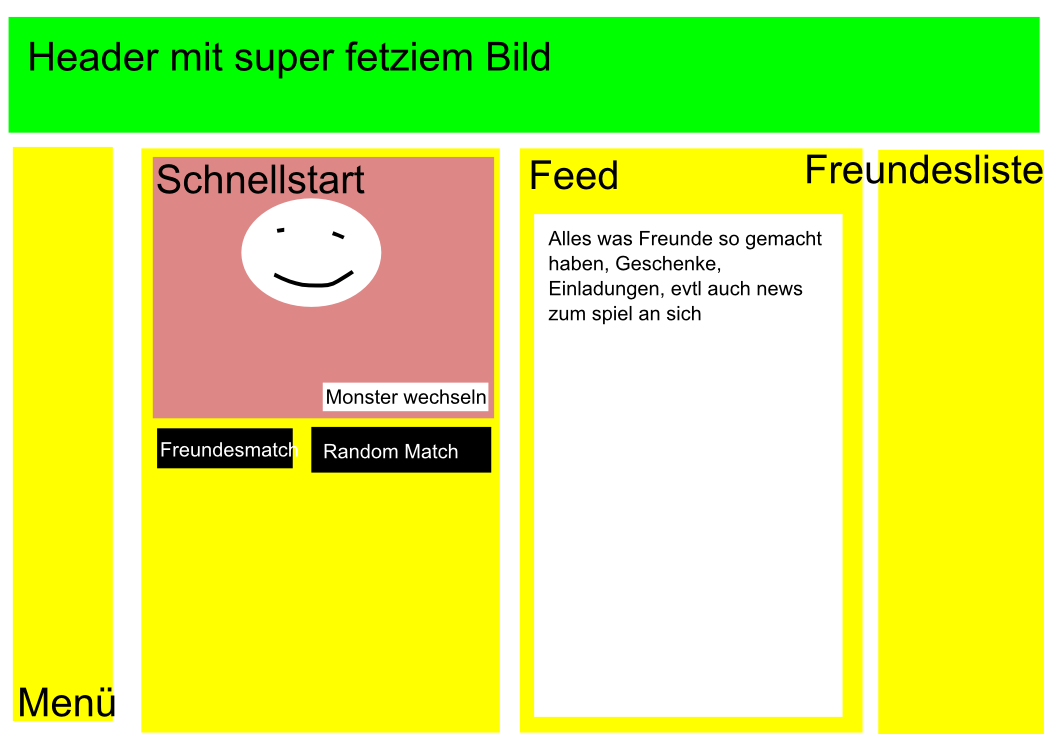 Header mit super fetziem Bild
Schnellstart
Monster wechseln
Freundesmatch
Random Match
Feed
Alles was Freunde so gemacht
haben, Geschenke,
Einladungen, evtl auch news
zum spiel an sich
Freundesliste
Menü